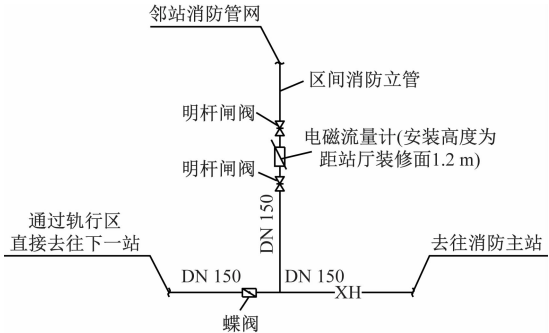 邻站消防管网
区间消防立管
明杆闸阀
电磁流量计(安装高度为
距站厅装修面1.2 m)
明杆闸阀
DN 150
通过轨行区
直接去往下一站
去往消防主站
DN 150
DN 150
XH
蝶阀